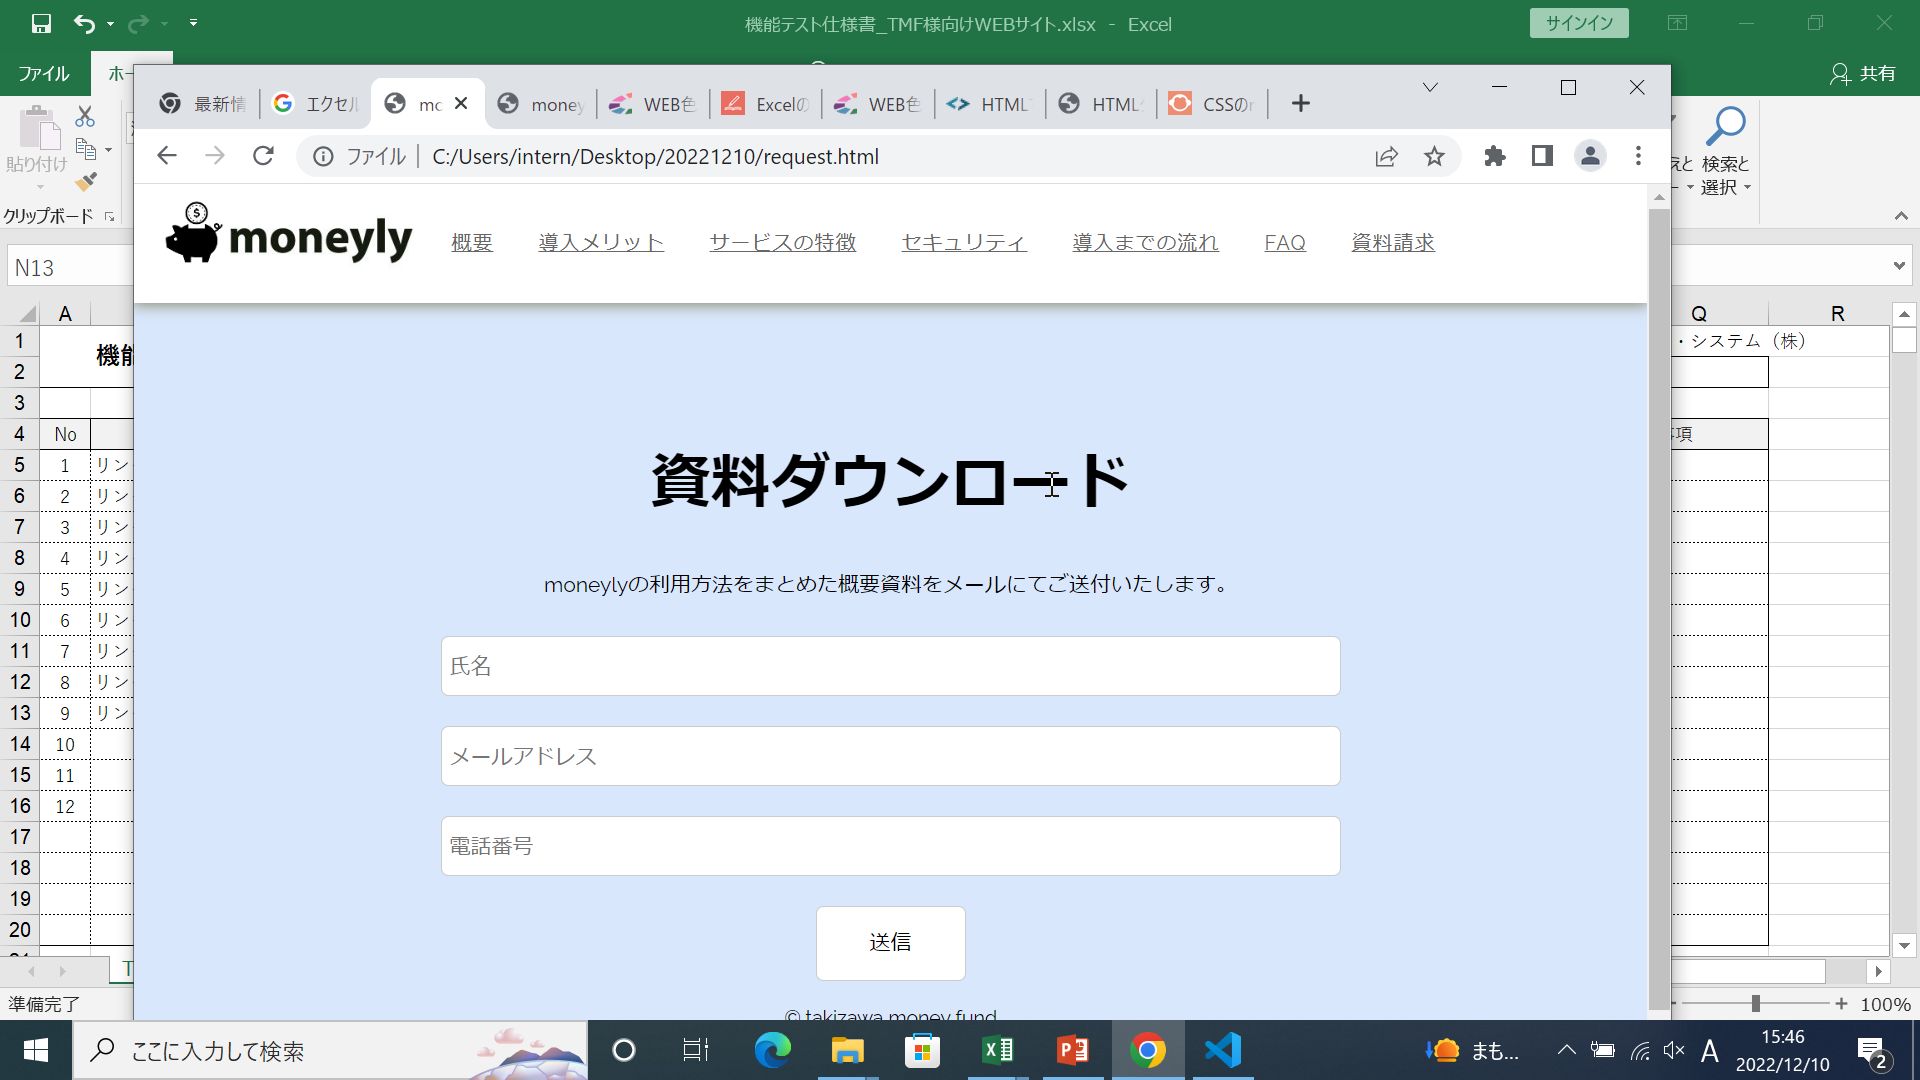 機能テスト仕様書_TMF様向けWEBサイト.xlsx - Excel
サインイン
ファイル
ホー
共有
最新情
エクセル
mo
money
WEB色
Excelの
WEB色
HTML
HTML
CSSの
ファイル C:/Users/intern/Desktop/20221210/request.html
貼り付け
クリップボード
検索と
選択
N13
moneyly
概要 導入メリット サービスの特徴 セキュリティ 導入までの流れ FAQ 資料請求
A
Q R
1 機能
・システム（株）
2
3
4 No
項
5 1 リン
6 2 リン
7 3 リン
8 4 リン
9 5 リン
10 6 リン
11 7 リン
12 8 リン
13 9 リン
14 10
15 11
16 12
17
18
19
20
資料ダウンロード
moneylyの利用方法をまとめた概要資料をメールにてご送付いたします。
氏名
メールアドレス
電話番号
送信
© takizawa money fund
T
準備完了
100%
ここに入力して検索
まも...
A
15:46
2022/12/10
2